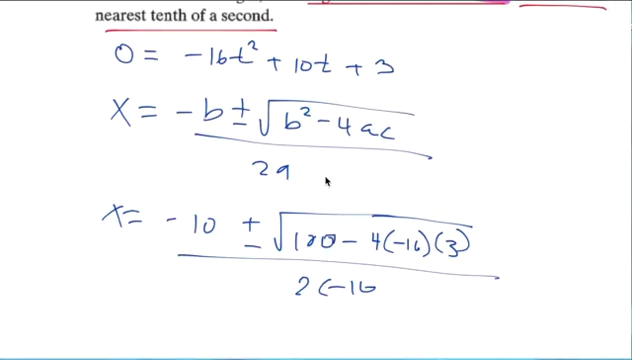 nearest tenth of a second.
0 = -16t² + 10t + 3
x = -b ± √b² - 4ac
2a
x = -10 ± √100 - 4(-16)(3)
2(-16